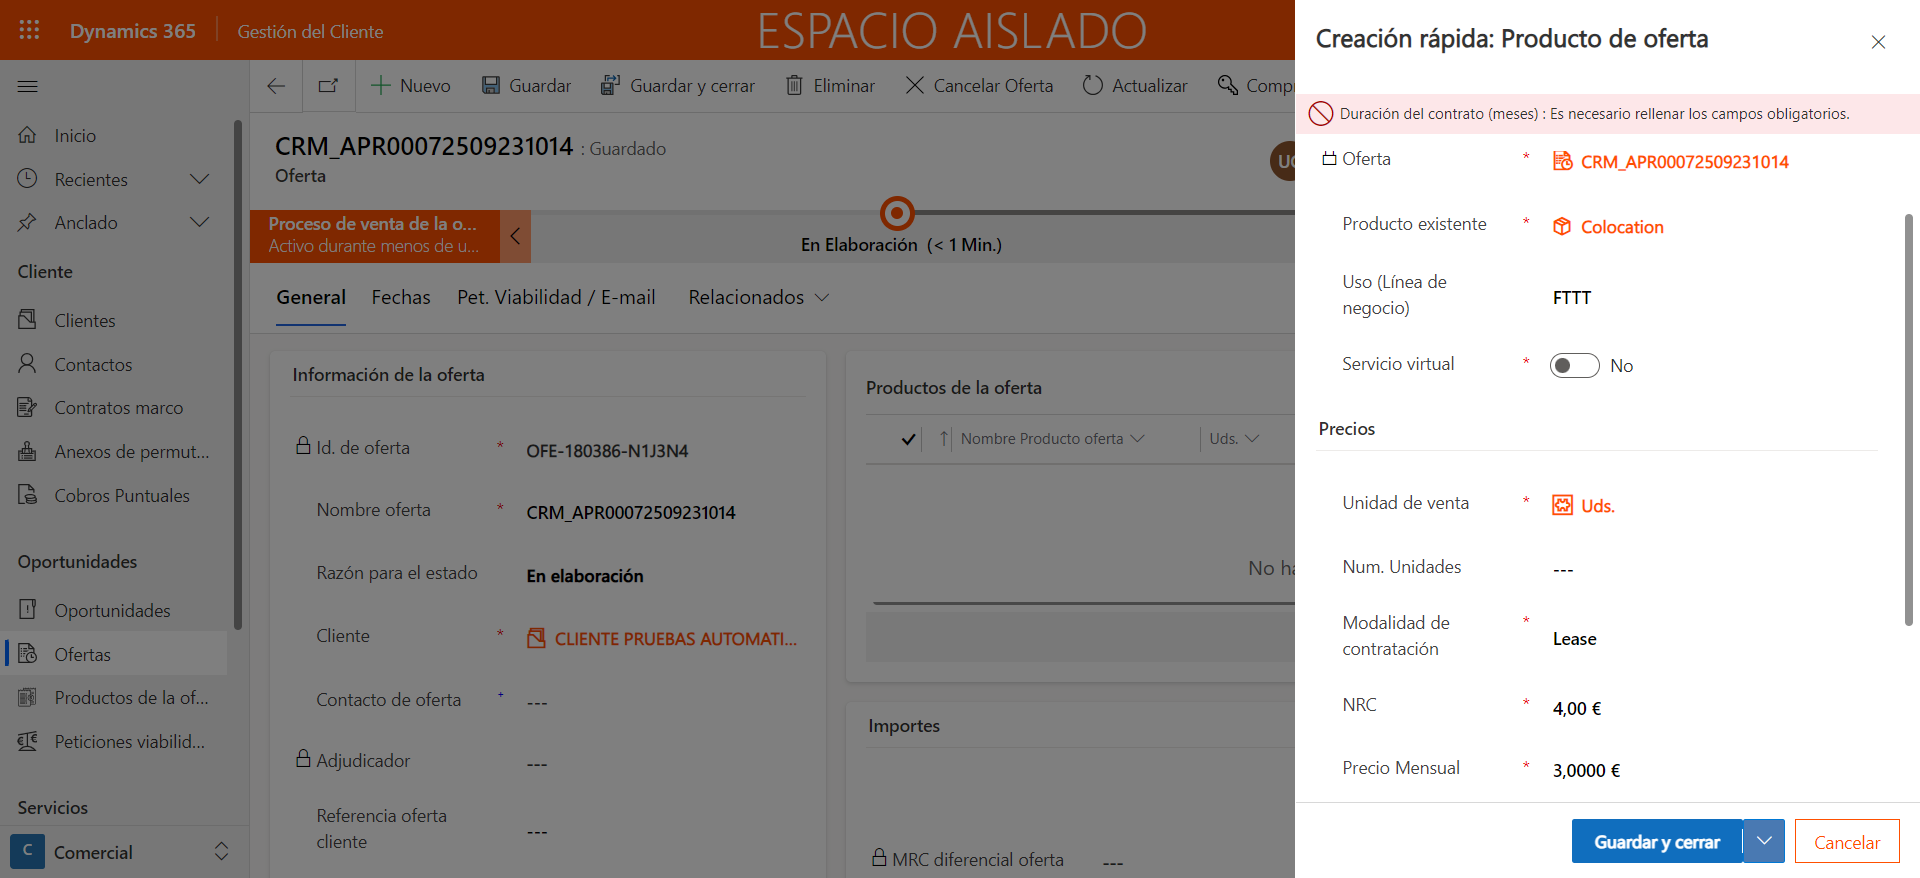 Dynamics 365
Gestión del Cliente
ESPACIO AISLADO
Nuevo
Guardar
Guardar y cerrar
Eliminar
Cancelar Oferta
Actualizar
Inicio
Recientes
Anclado
Cliente
Clientes
Contactos
Contratos marco
Anexos de permut...
Cobros Puntuales
Oportunidades
Oportunidades
Ofertas
Productos de la of...
Peticiones viabilid...
Servicios
C
Comercial
CRM_APR00072509231014 : Guardado
Oferta
Proceso de venta de la o...
Activo durante menos de u...
En Elaboración (< 1 Min.)
General
Fechas
Pet. Viabilidad / E-mail
Relacionados
Información de la oferta
Id. de oferta * OFE-180386-N1J3N4
Nombre oferta * CRM_APR00072509231014
Razón para el estado En elaboración
Cliente * CLIENTE PRUEBAS AUTOMATI...
Contacto de oferta + ---
Adjudicador ---
Referencia oferta
cliente ---
Productos de la oferta
Nombre Producto oferta
Uds.
No
Importes
MRC diferencial oferta ---
Creación rápida: Producto de oferta
Duración del contrato (meses) : Es necesario rellenar los campos obligatorios.
Oferta * CRM_APR00072509231014
Producto existente * Colocation
Uso (Línea de
negocio) FTTT
Servicio virtual * No
Precios
Unidad de venta * Uds.
Num. Unidades ---
Modalidad de
contratación * Lease
NRC * 4,00 €
Precio Mensual * 3,0000 €
Guardar y cerrar
Cancelar